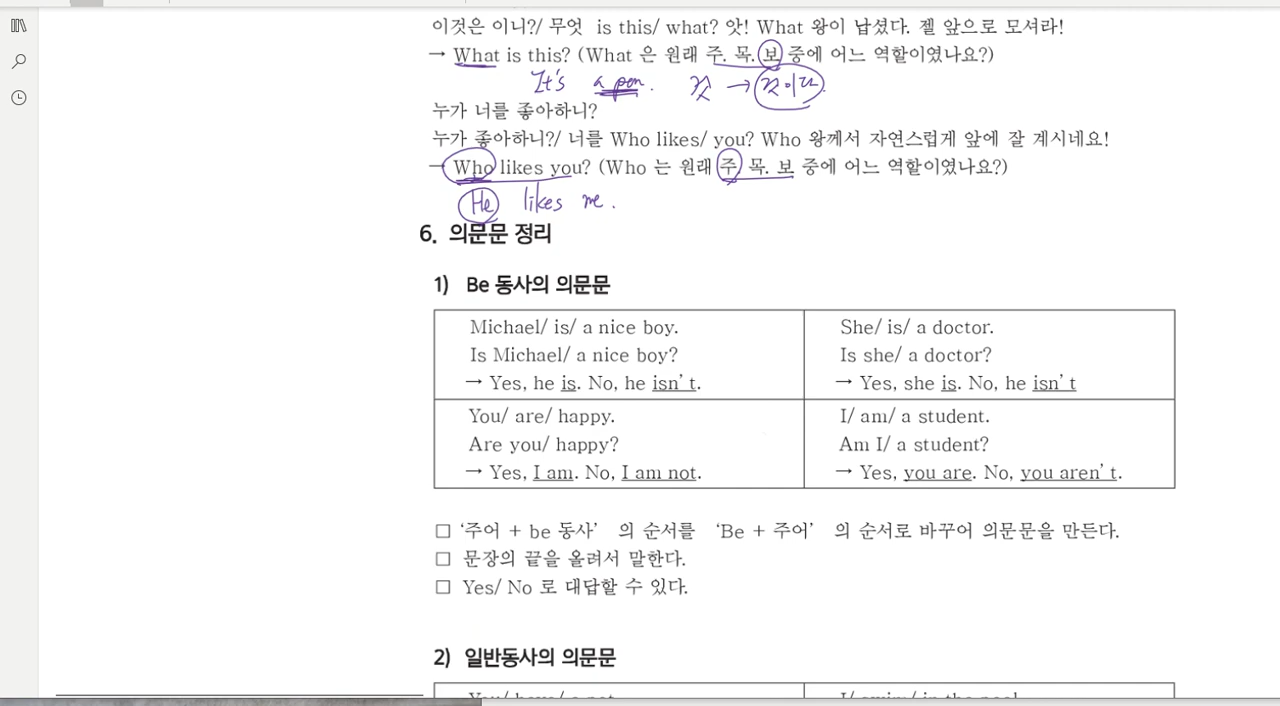 이것은 이니?/ 무엇 is this/ what? 앗! What 왕이 납셨다. 젤 앞으로 모셔라!
→ What is this? (What 은 원래 주. 목. 보 중에 어느 역할이였나요?)
It's a pen. 것 → 것이다.
누가 너를 좋아하니?
누가 좋아하니?/ 너를 Who likes/ you? Who 왕께서 자연스럽게 앞에 잘 계시네요!
→ Who likes you? (Who 는 원래 주. 목. 보 중에 어느 역할이였나요?)
He likes me.
6. 의문문 정리
1) Be 동사의 의문문
Michael/ is/ a nice boy.
Is Michael/ a nice boy?
→ Yes, he is. No, he isn't.
She/ is/ a doctor.
Is she/ a doctor?
→ Yes, she is. No, he isn't
You/ are/ happy.
Are you/ happy?
→ Yes, I am. No, I am not.
I/ am/ a student.
Am I/ a student?
→ Yes, you are. No, you aren't.
□ '주어 + be 동사' 의 순서를 'Be + 주어' 의 순서로 바꾸어 의문문을 만든다.
□ 문장의 끝을 올려서 말한다.
□ Yes/ No 로 대답할 수 있다.
2) 일반동사의 의문문